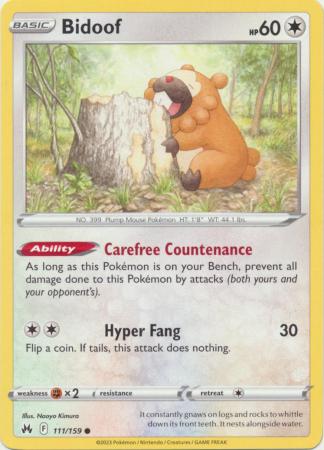 BASIC Bidoof HP60
NO. 399 Plump Mouse Pokémon HT: 1'8" WT: 44.1 lbs.
Ability Carefree Countenance
As long as this Pokémon is on your Bench, prevent all
damage done to this Pokémon by attacks (both yours and
your opponent's).
Hyper Fang 30
Flip a coin. If tails, this attack does nothing.
weakness ×2 resistance retreat
Illus. Naoyo Kimura
It constantly gnaws on logs and rocks to whittle
down its front teeth. It nests alongside water.
F 111/159
©2023 Pokémon / Nintendo / Creatures / GAME FREAK